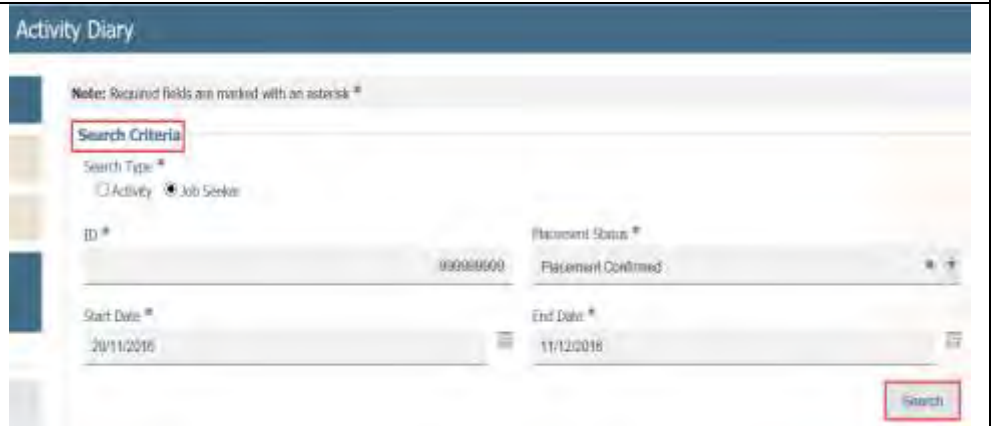 Activity Diary
Note: Required fields are marked with an asterisk *
Search Criteria
Search Type *
Activity Job Seeker
ID * Placement Status *
999999999 Placement Confirmed
Start Date * End Date *
20/11/2016 11/12/2016
Search